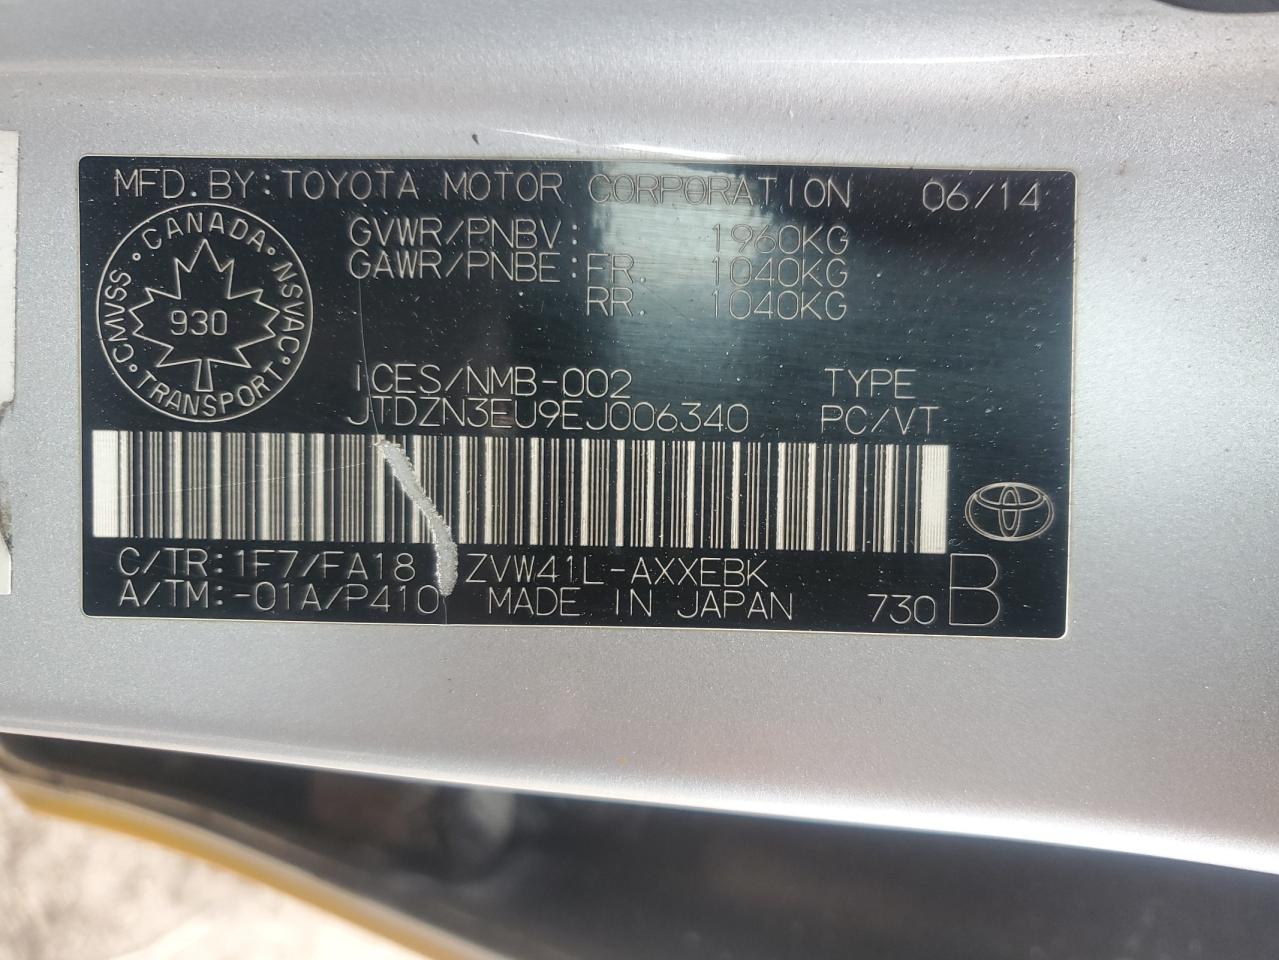 MFD.BY:TOYOTA MOTOR CORPORATION 06/14
CANADA
CMVSS NSVAC
930
TRANSPORT
GVWR/PNBV: 1960KG
GAWR/PNBE:FR. 1040KG
RR. 1040KG
ICES/NMB-002 TYPE
JTDZN3EU9EJ006340 PC/VT
C/TR:1F7/FA18 ZVW41L-AXXEBK
A/TM:-01A/P410 MADE IN JAPAN 730 B